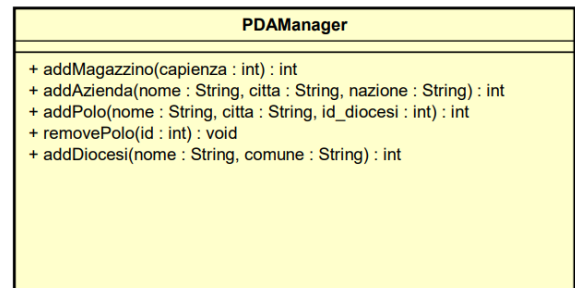 PDAManager
+ addMagazzino(capienza : int) : int
+ addAzienda(nome : String, citta : String, nazione : String) : int
+ addPolo(nome : String, citta : String, id_diocesi : int) : int
+ removePolo(id : int) : void
+ addDiocesi(nome : String, comune : String) : int